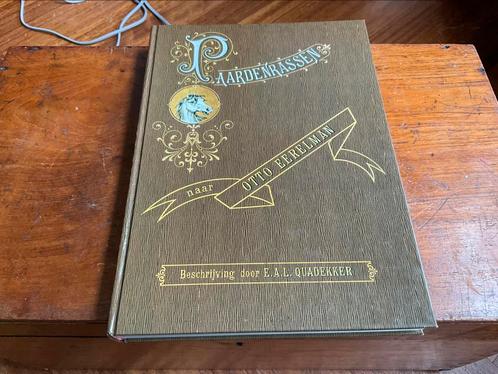 PAARDENRASSEN
naar
OTTO EERELMAN
Beschrijving door E.A.L. QUADEKKER